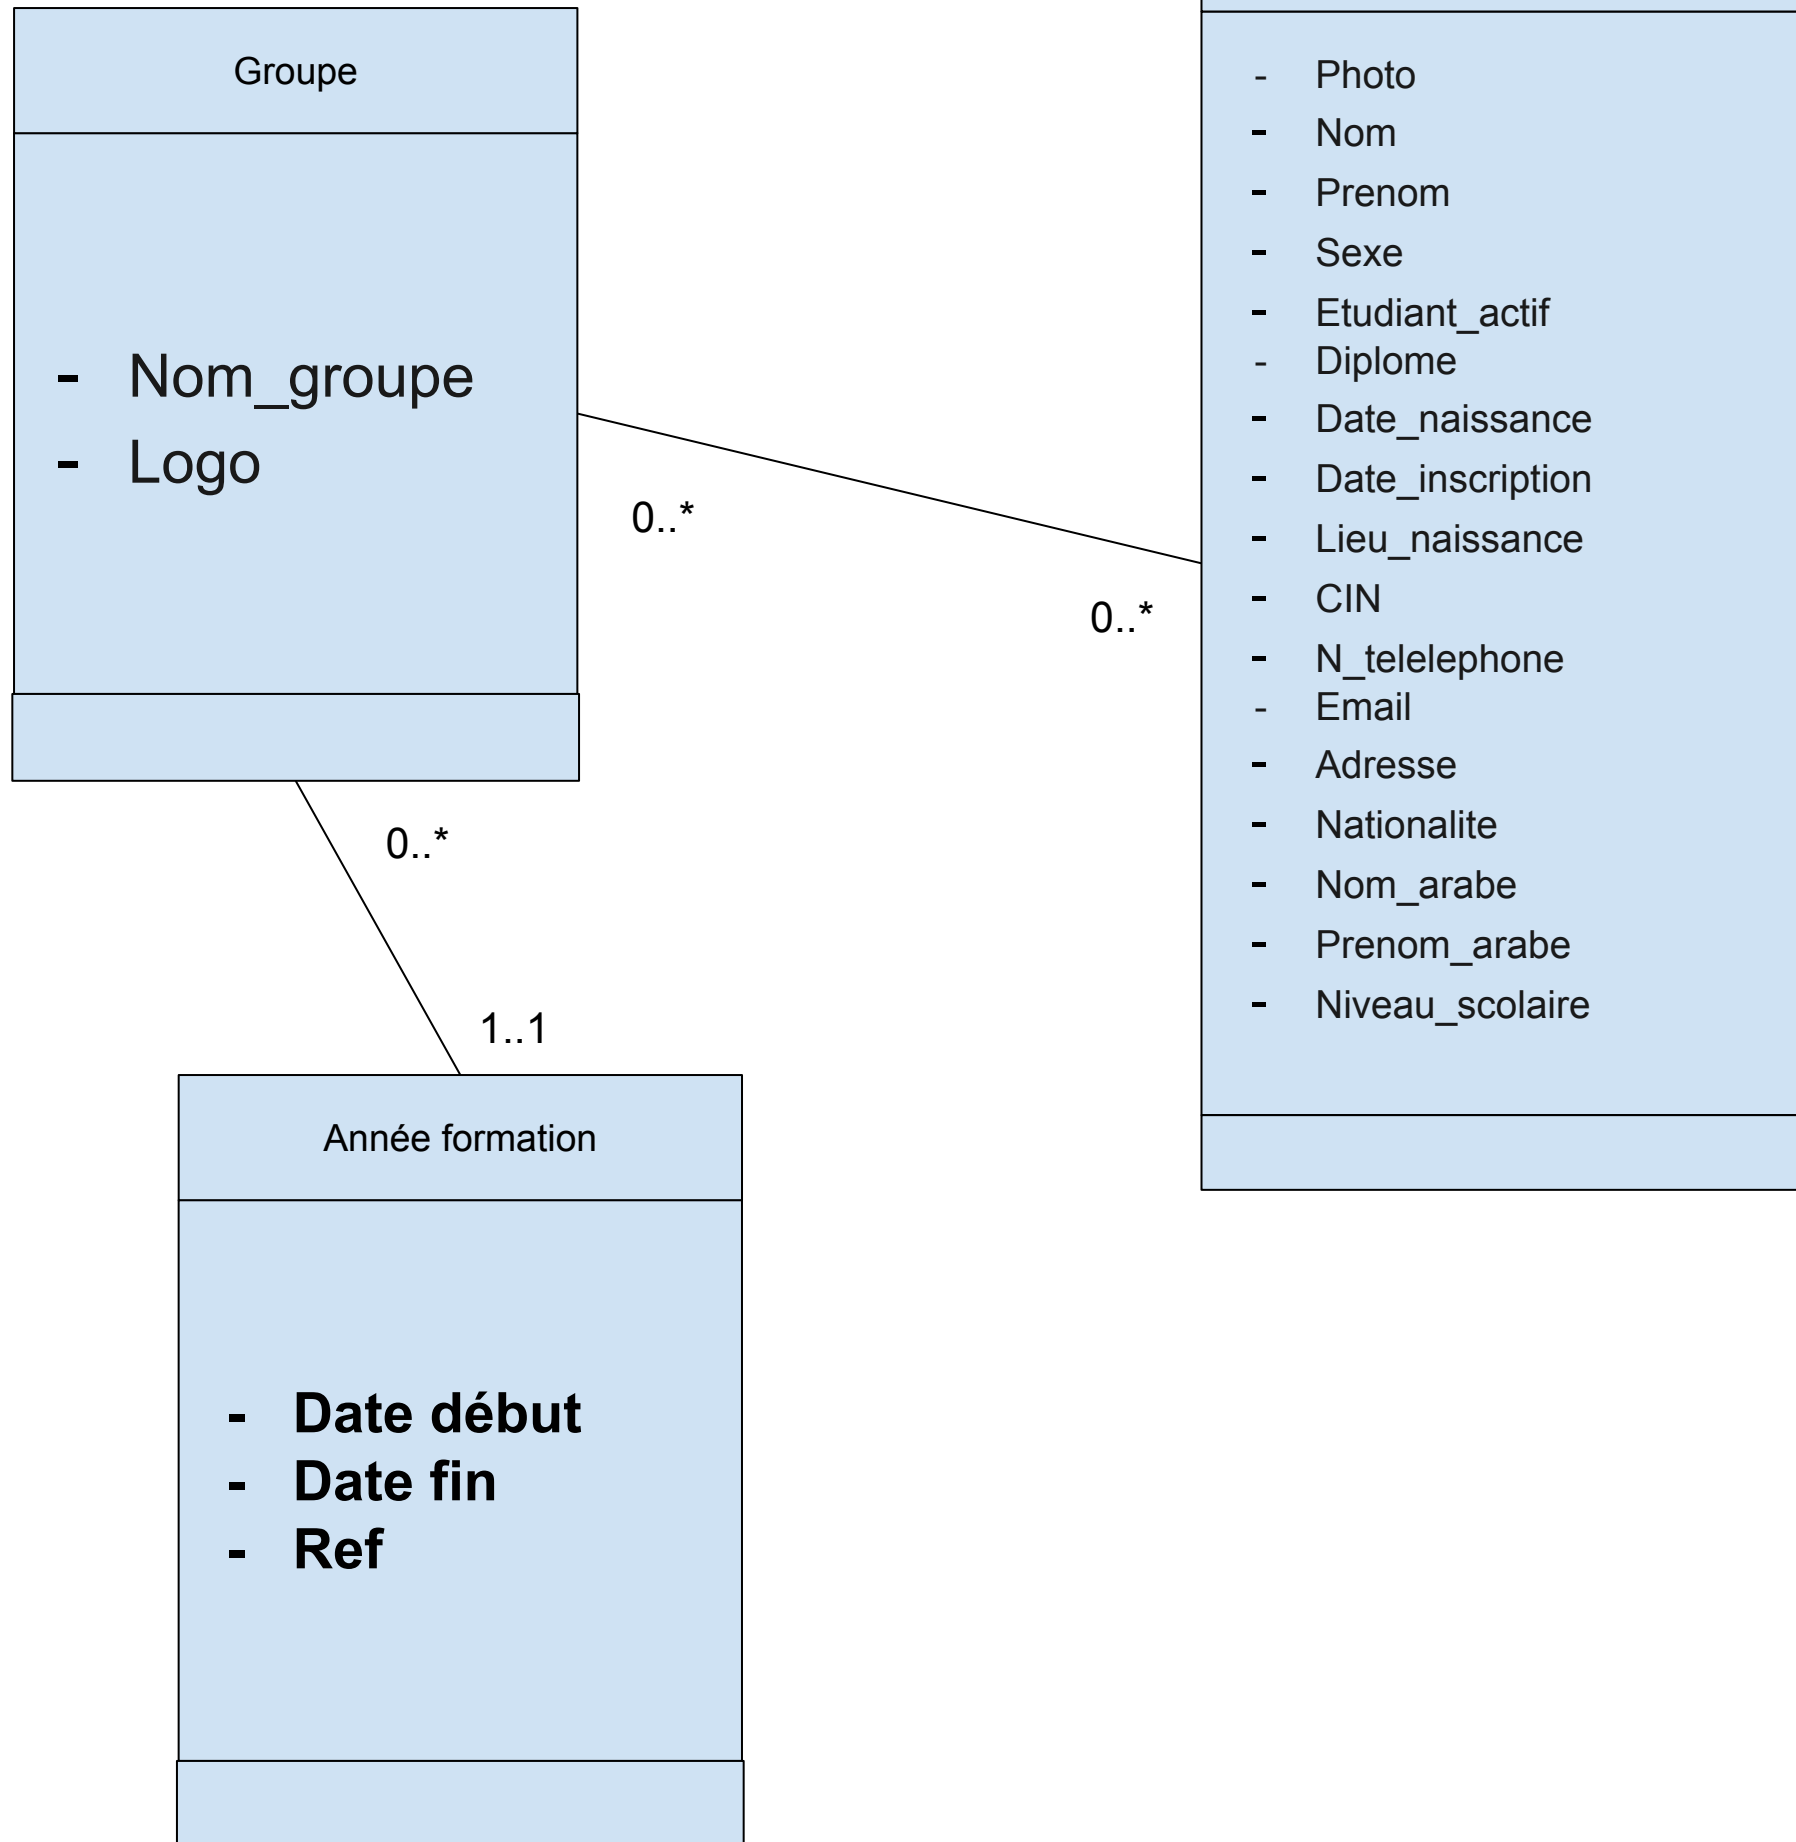 Groupe
- Nom_groupe
- Logo
0..*
0..*
- Photo
- Nom
- Prenom
- Sexe
- Etudiant_actif
- Diplome
- Date_naissance
- Date_inscription
- Lieu_naissance
- CIN
- N_telelephone
- Email
- Adresse
- Nationalite
- Nom_arabe
- Prenom_arabe
- Niveau_scolaire
0..*
1..1
Année formation
- Date début
- Date fin
- Ref